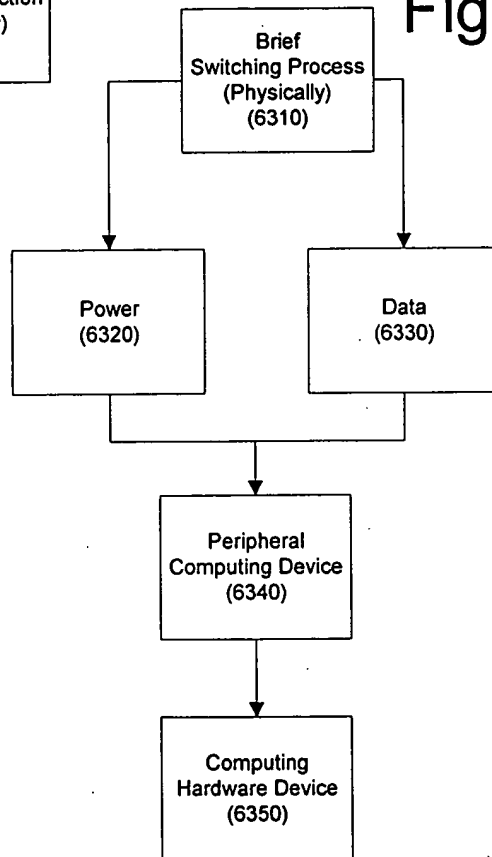 Fig
Brief
Switching Process
(Physically)
(6310)
Power
(6320)
Data
(6330)
Peripheral
Computing Device
(6340)
Computing
Hardware Device
(6350)